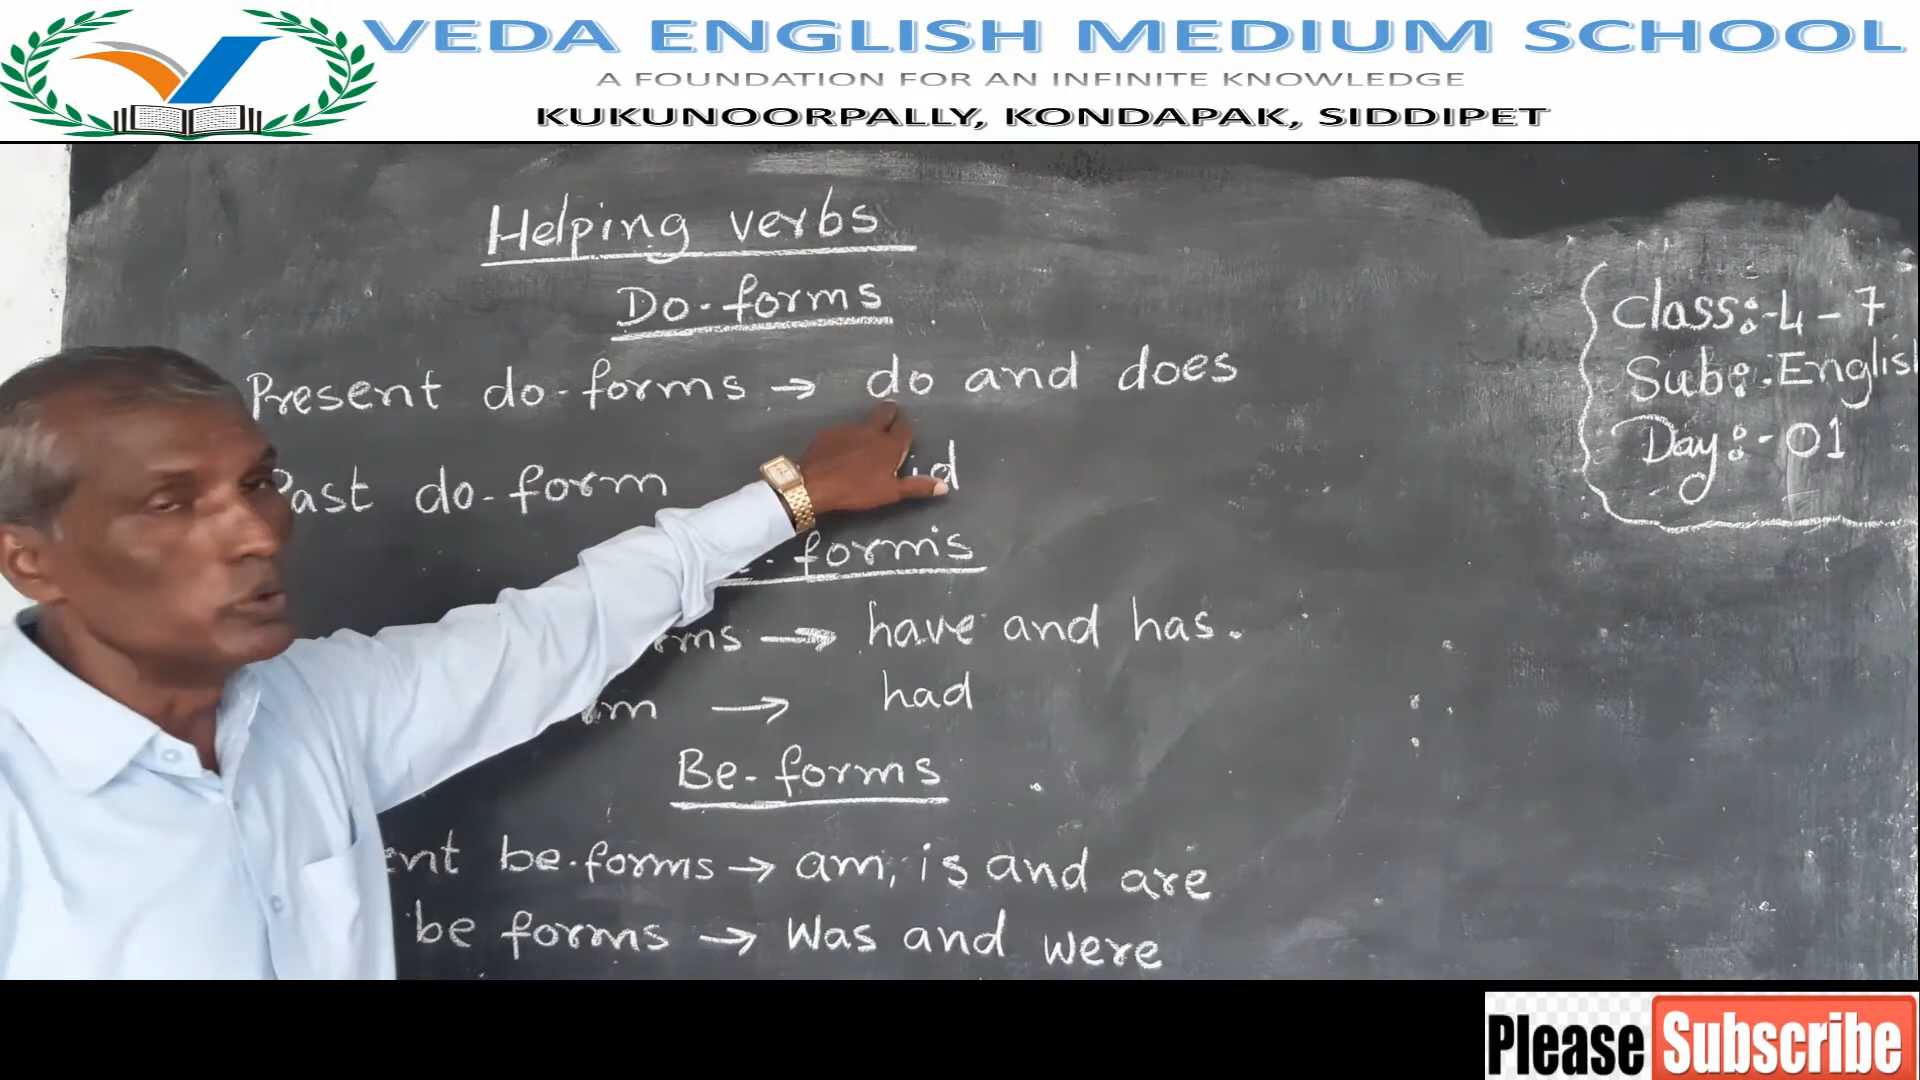 VEDA ENGLISH MEDIUM SCHOOL
A FOUNDATION FOR AN INFINITE KNOWLEDGE
KUKUNOORPALLY, KONDAPAK, SIDDIPET
Helping verbs
Do-forms
Present do-forms → do and does
Past do-form
forms
→ have and has.
→ had
Be-forms
be-forms → am, is and are
be forms → was and were
Class:-4-7
Sub:-English
Day:-01
Please Subscribe